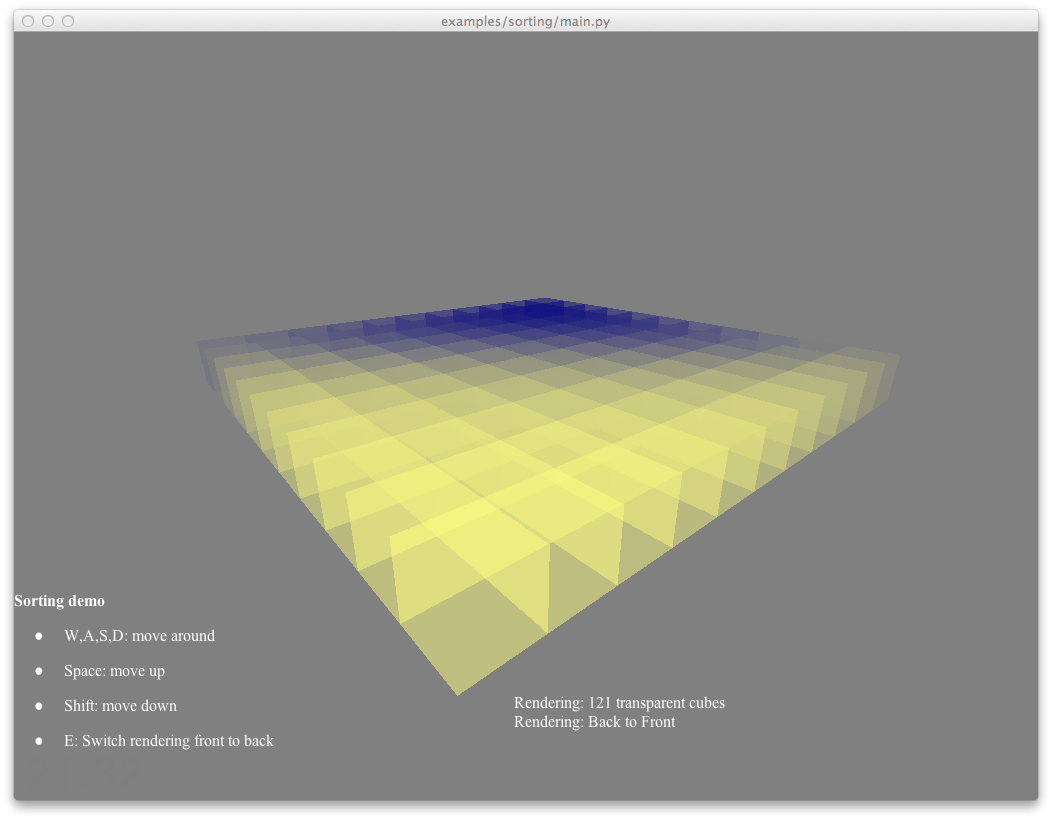 examples/sorting/main.py
Sorting demo
● W,A,S,D: move around
● Space: move up
● Shift: move down
● E: Switch rendering front to back
Rendering: 121 transparent cubes
Rendering: Back to Front